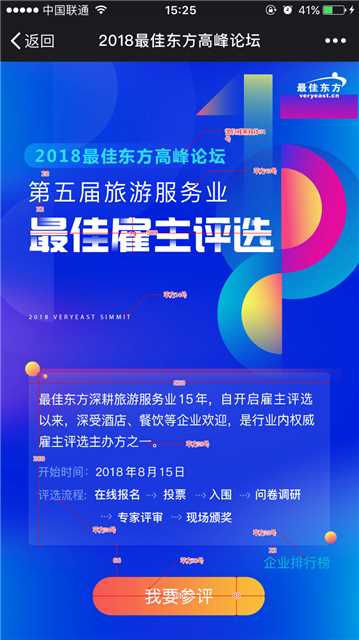 中国联通 15:25 41%
返回 2018最佳东方高峰论坛
最佳东方
veryeast.cn
2018最佳东方高峰论坛
第五届旅游服务业
最佳雇主评选
2018 VERYEAST SIMMIT
最佳东方深耕旅游服务业15年，自开启雇主评选
以来，深受酒店、餐饮等企业欢迎，是行业内权威
雇主评选主办方之一。
开始时间：2018年8月15日
评选流程：在线报名 ⇢ 投票 ⇢ 入围 ⇢ 问卷调研
⇢ 专家评审 ⇢ 现场颁奖
企业排行榜
我要参评